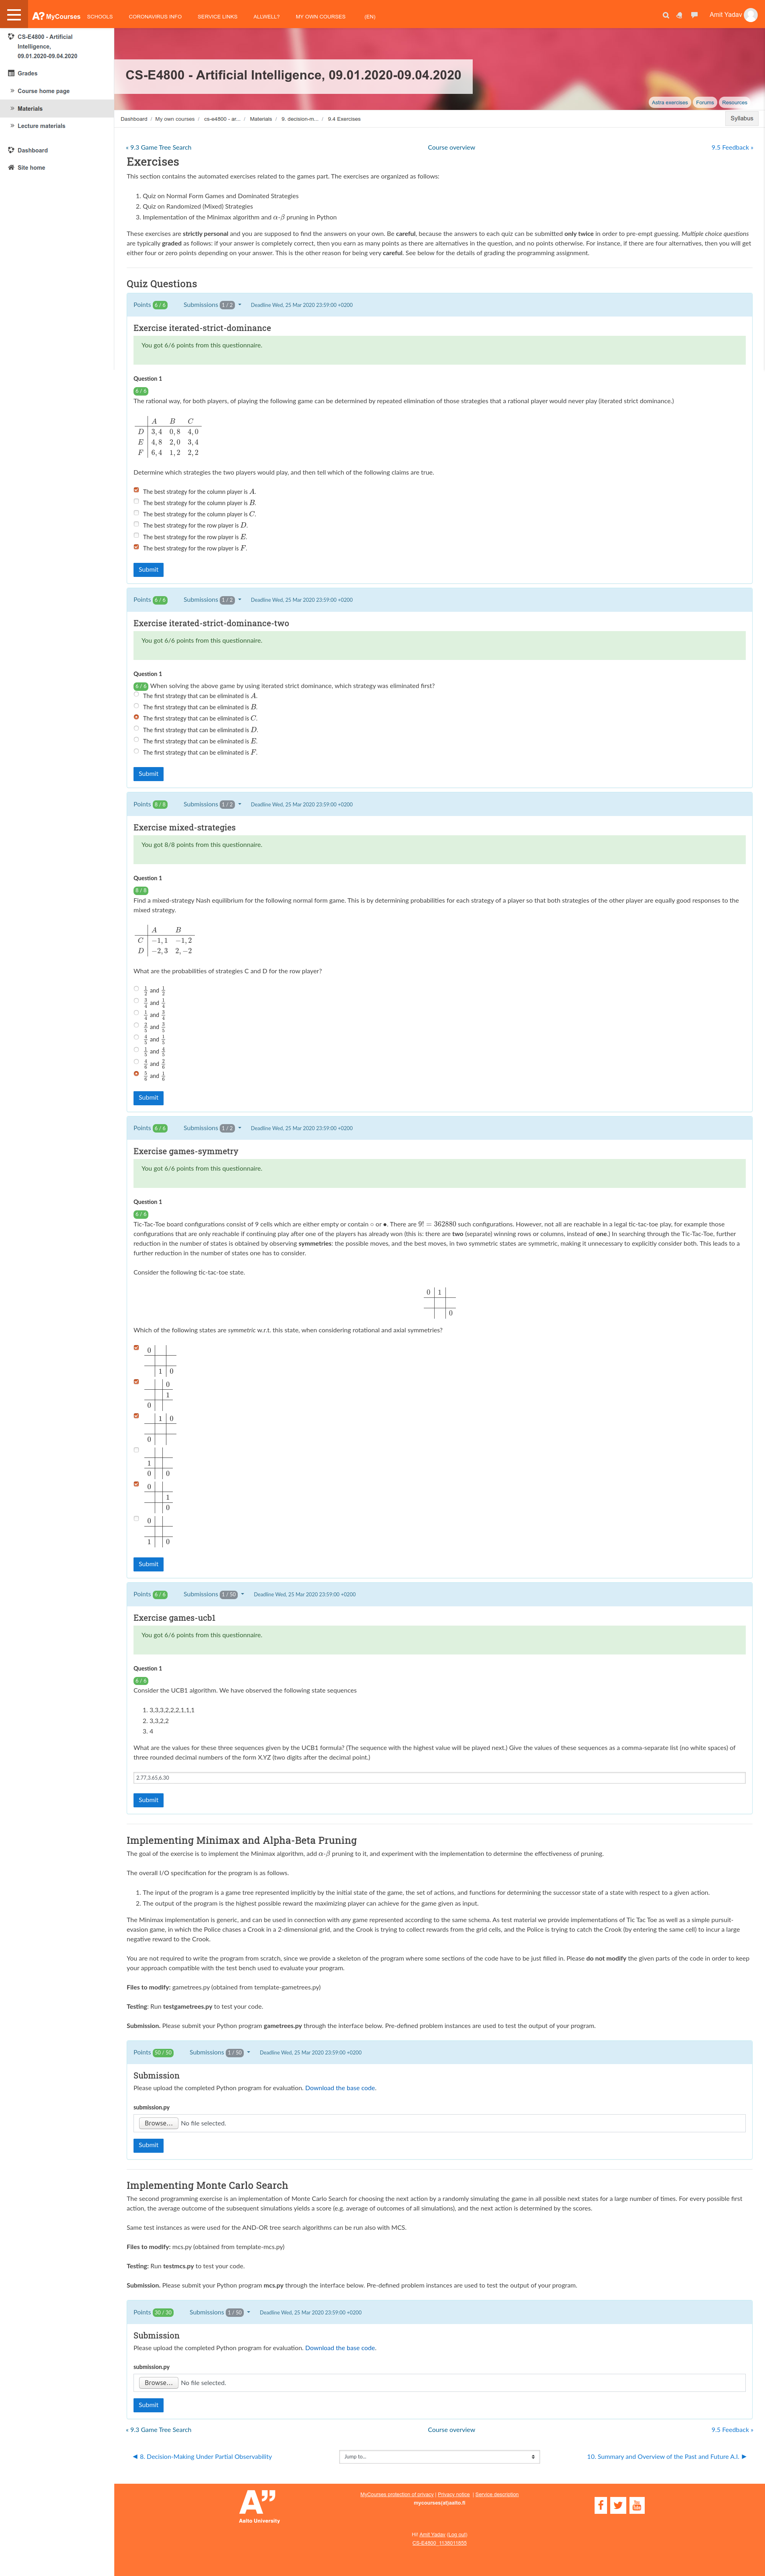 MyCourses SCHOOLS CORONAVIRUS INFO SERVICE LINKS ALLWELL? MY OWN COURSES (EN) Amit Yadav
CS-E4800 - Artificial
Intelligence,
09.01.2020-09.04.2020
Grades
Course home page
Materials
Lecture materials
Dashboard
Site home
CS-E4800 - Artificial Intelligence, 09.01.2020-09.04.2020
Astra exercises Forums Resources
Dashboard / My own courses / cs-e4800 - ar... / Materials / 9. decision-m... / 9.4 Exercises
Syllabus
« 9.3 Game Tree Search Course overview 9.5 Feedback »
Exercises
This section contains the automated exercises related to the games part. The exercises are organized as follows:
1. Quiz on Normal Form Games and Dominated Strategies
2. Quiz on Randomized (Mixed) Strategies
3. Implementation of the Minimax algorithm and α-β pruning in Python
These exercises are strictly personal and you are supposed to find the answers on your own. Be careful, because the answers to each quiz can be submitted only twice in order to pre-empt guessing. Multiple choice questions
are typically graded as follows: if your answer is completely correct, then you earn as many points as there are alternatives in the question, and no points otherwise. For instance, if there are four alternatives, then you will get
either four or zero points depending on your answer. This is the other reason for being very careful. See below for the details of grading the programming assignment.
Quiz Questions
Points 6 / 6 Submissions 1 / 2 Deadline Wed, 25 Mar 2020 23:59:00 +0200
Exercise iterated-strict-dominance
You got 6/6 points from this questionnaire.
Question 1
6 / 6
The rational way, for both players, of playing the following game can be determined by repeated elimination of those strategies that a rational player would never play (iterated strict dominance.)
A B C
D 3,4 0,8 4,0
E 4,8 2,0 3,4
F 6,4 1,2 2,2
Determine which strategies the two players would play, and then tell which of the following claims are true.
The best strategy for the column player is A.
The best strategy for the column player is B.
The best strategy for the column player is C.
The best strategy for the row player is D.
The best strategy for the row player is E.
The best strategy for the row player is F.
Submit
Points 6 / 6 Submissions 1 / 2 Deadline Wed, 25 Mar 2020 23:59:00 +0200
Exercise iterated-strict-dominance-two
You got 6/6 points from this questionnaire.
Question 1
6 / 6 When solving the above game by using iterated strict dominance, which strategy was eliminated first?
The first strategy that can be eliminated is A.
The first strategy that can be eliminated is B.
The first strategy that can be eliminated is C.
The first strategy that can be eliminated is D.
The first strategy that can be eliminated is E.
The first strategy that can be eliminated is F.
Submit
Points 8 / 8 Submissions 1 / 2 Deadline Wed, 25 Mar 2020 23:59:00 +0200
Exercise mixed-strategies
You got 8/8 points from this questionnaire.
Question 1
8 / 8
Find a mixed-strategy Nash equilibrium for the following normal form game. This is by determining probabilities for each strategy of a player so that both strategies of the other player are equally good responses to the
mixed strategy.
A B
C −1,1 −1,2
D −2,3 2,−2
What are the probabilities of strategies C and D for the row player?
1/2 and 1/2
3/4 and 1/4
1/4 and 3/4
2/5 and 3/5
4/5 and 1/5
1/5 and 4/5
4/6 and 2/6
5/6 and 1/6
Submit
Points 6 / 6 Submissions 1 / 2 Deadline Wed, 25 Mar 2020 23:59:00 +0200
Exercise games-symmetry
You got 6/6 points from this questionnaire.
Question 1
6 / 6
Tic-Tac-Toe board configurations consist of 9 cells which are either empty or contain ∘ or •. There are 9! = 362880 such configurations. However, not all are reachable in a legal tic-tac-toe play, for example those
configurations that are only reachable if continuing play after one of the players has already won (this is: there are two (separate) winning rows or columns, instead of one.) In searching through the Tic-Tac-Toe, further
reduction in the number of states is obtained by observing symmetries: the possible moves, and the best moves, in two symmetric states are symmetric, making it unnecessary to explicitly consider both. This leads to a
further reduction in the number of states one has to consider.
Consider the following tic-tac-toe state.
0 1
0
Which of the following states are symmetric w.r.t. this state, when considering rotational and axial symmetries?
0
1 0
0
1
0
1 0
0
1
0 0
0
1
0
0
1 0
Submit
Points 6 / 6 Submissions 1 / 50 Deadline Wed, 25 Mar 2020 23:59:00 +0200
Exercise games-ucb1
You got 6/6 points from this questionnaire.
Question 1
6 / 6
Consider the UCB1 algorithm. We have observed the following state sequences
1. 3,3,3,2,2,2,1,1,1
2. 3,3,2,2
3. 4
What are the values for these three sequences given by the UCB1 formula? (The sequence with the highest value will be played next.) Give the values of these sequences as a comma-separate list (no white spaces) of
three rounded decimal numbers of the form X.YZ (two digits after the decimal point.)
2.77,3.65,6.30
Submit
Implementing Minimax and Alpha-Beta Pruning
The goal of the exercise is to implement the Minimax algorithm, add α-β pruning to it, and experiment with the implementation to determine the effectiveness of pruning.
The overall I/O specification for the program is as follows.
1. The input of the program is a game tree represented implicitly by the initial state of the game, the set of actions, and functions for determining the successor state of a state with respect to a given action.
2. The output of the program is the highest possible reward the maximizing player can achieve for the game given as input.
The Minimax implementation is generic, and can be used in connection with any game represented according to the same schema. As test material we provide implementations of Tic Tac Toe as well as a simple pursuit-
evasion game, in which the Police chases a Crook in a 2-dimensional grid, and the Crook is trying to collect rewards from the grid cells, and the Police is trying to catch the Crook (by entering the same cell) to incur a large
negative reward to the Crook.
You are not required to write the program from scratch, since we provide a skeleton of the program where some sections of the code have to be just filled in. Please do not modify the given parts of the code in order to keep
your approach compatible with the test bench used to evaluate your program.
Files to modify: gametrees.py (obtained from template-gametrees.py)
Testing: Run testgametrees.py to test your code.
Submission. Please submit your Python program gametrees.py through the interface below. Pre-defined problem instances are used to test the output of your program.
Points 50 / 50 Submissions 1 / 50 Deadline Wed, 25 Mar 2020 23:59:00 +0200
Submission
Please upload the completed Python program for evaluation. Download the base code.
submission.py
Browse... No file selected.
Submit
Implementing Monte Carlo Search
The second programming exercise is an implementation of Monte Carlo Search for choosing the next action by a randomly simulating the game in all possible next states for a large number of times. For every possible first
action, the average outcome of the subsequent simulations yields a score (e.g. average of outcomes of all simulations), and the next action is determined by the scores.
Same test instances as were used for the AND-OR tree search algorithms can be run also with MCS.
Files to modify: mcs.py (obtained from template-mcs.py)
Testing: Run testmcs.py to test your code.
Submission. Please submit your Python program mcs.py through the interface below. Pre-defined problem instances are used to test the output of your program.
Points 30 / 30 Submissions 1 / 50 Deadline Wed, 25 Mar 2020 23:59:00 +0200
Submission
Please upload the completed Python program for evaluation. Download the base code.
submission.py
Browse... No file selected.
Submit
« 9.3 Game Tree Search Course overview 9.5 Feedback »
◀ 8. Decision-Making Under Partial Observability Jump to... 10. Summary and Overview of the Past and Future A.I. ▶
A”
Aalto University
MyCourses protection of privacy | Privacy notice | Service description
mycourses(at)aalto.fi
Hi! Amit Yadav (Log out)
CS-E4800_1138011655